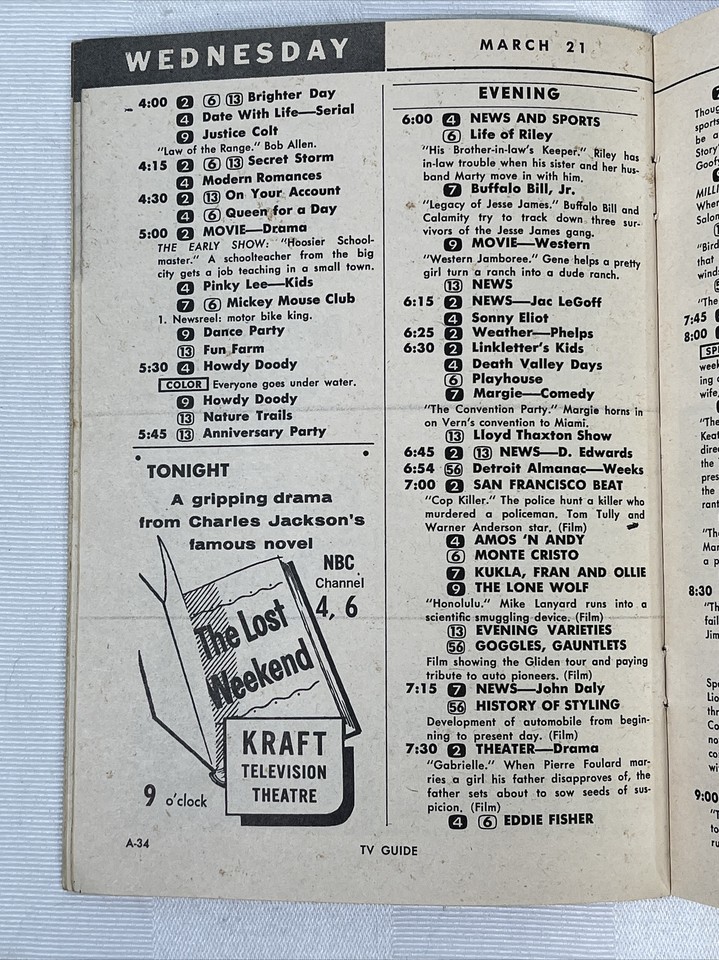 WEDNESDAY
4:00 2 6 13 Brighter Day
4 Date With Life—Serial
9 Justice Colt
"Law of the Range." Bob Allen.
4:15 2 6 13 Secret Storm
4 Modern Romances
4:30 2 13 On Your Account
4 6 Queen for a Day
5:00 2 MOVIE—Drama
THE EARLY SHOW: "Hoosier School-
master." A schoolteacher from the big
city gets a job teaching in a small town.
4 Pinky Lee—Kids
7 6 Mickey Mouse Club
1. Newsreel: motor bike king.
9 Dance Party
13 Fun Farm
5:30 4 Howdy Doody
COLOR Everyone goes under water.
9 Howdy Doody
13 Nature Trails
5:45 13 Anniversary Party
TONIGHT
A gripping drama
from Charles Jackson's
famous novel
NBC
Channel
4, 6
The Lost
Weekend
KRAFT
TELEVISION
THEATRE
9 o'clock
A-34
MARCH 21
EVENING
6:00 4 NEWS AND SPORTS
6 Life of Riley
"His Brother-in-law's Keeper." Riley has
in-law trouble when his sister and her hus-
band Marty move in with him.
7 Buffalo Bill, Jr.
"Legacy of Jesse James." Buffalo Bill and
Calamity try to track down three sur-
vivors of the Jesse James gang.
9 MOVIE—Western
"Western Jamboree." Gene helps a pretty
girl turn a ranch into a dude ranch.
13 NEWS
6:15 2 NEWS—Jac LeGoff
4 Sonny Eliot
6:25 2 Weather—Phelps
6:30 2 Linkletter's Kids
4 Death Valley Days
6 Playhouse
7 Margie—Comedy
"The Convention Party." Margie horns in
on Vern's convention to Miami.
13 Lloyd Thaxton Show
6:45 2 13 NEWS—D. Edwards
6:54 56 Detroit Almanac—Weeks
7:00 2 SAN FRANCISCO BEAT
"Cop Killer." The police hunt a killer who
murdered a policeman. Tom Tully and
Warner Anderson star. (Film)
4 AMOS 'N ANDY
6 MONTE CRISTO
7 KUKLA, FRAN AND OLLIE
9 THE LONE WOLF
"Honolulu." Mike Lanyard runs into a
scientific smuggling device. (Film)
13 EVENING VARIETIES
56 GOGGLES, GAUNTLETS
Film showing the Gliden tour and paying
tribute to auto pioneers. (Film)
7:15 7 NEWS—John Daly
56 HISTORY OF STYLING
Development of automobile from begin-
ning to present day. (Film)
7:30 2 THEATER—Drama
"Gabrielle." When Pierre Foulard mar-
ries a girl his father disapproves of, the
father sets about to sow seeds of sus-
picion. (Film)
4 6 EDDIE FISHER
TV GUIDE
7:45
8:00
8:30
9:00